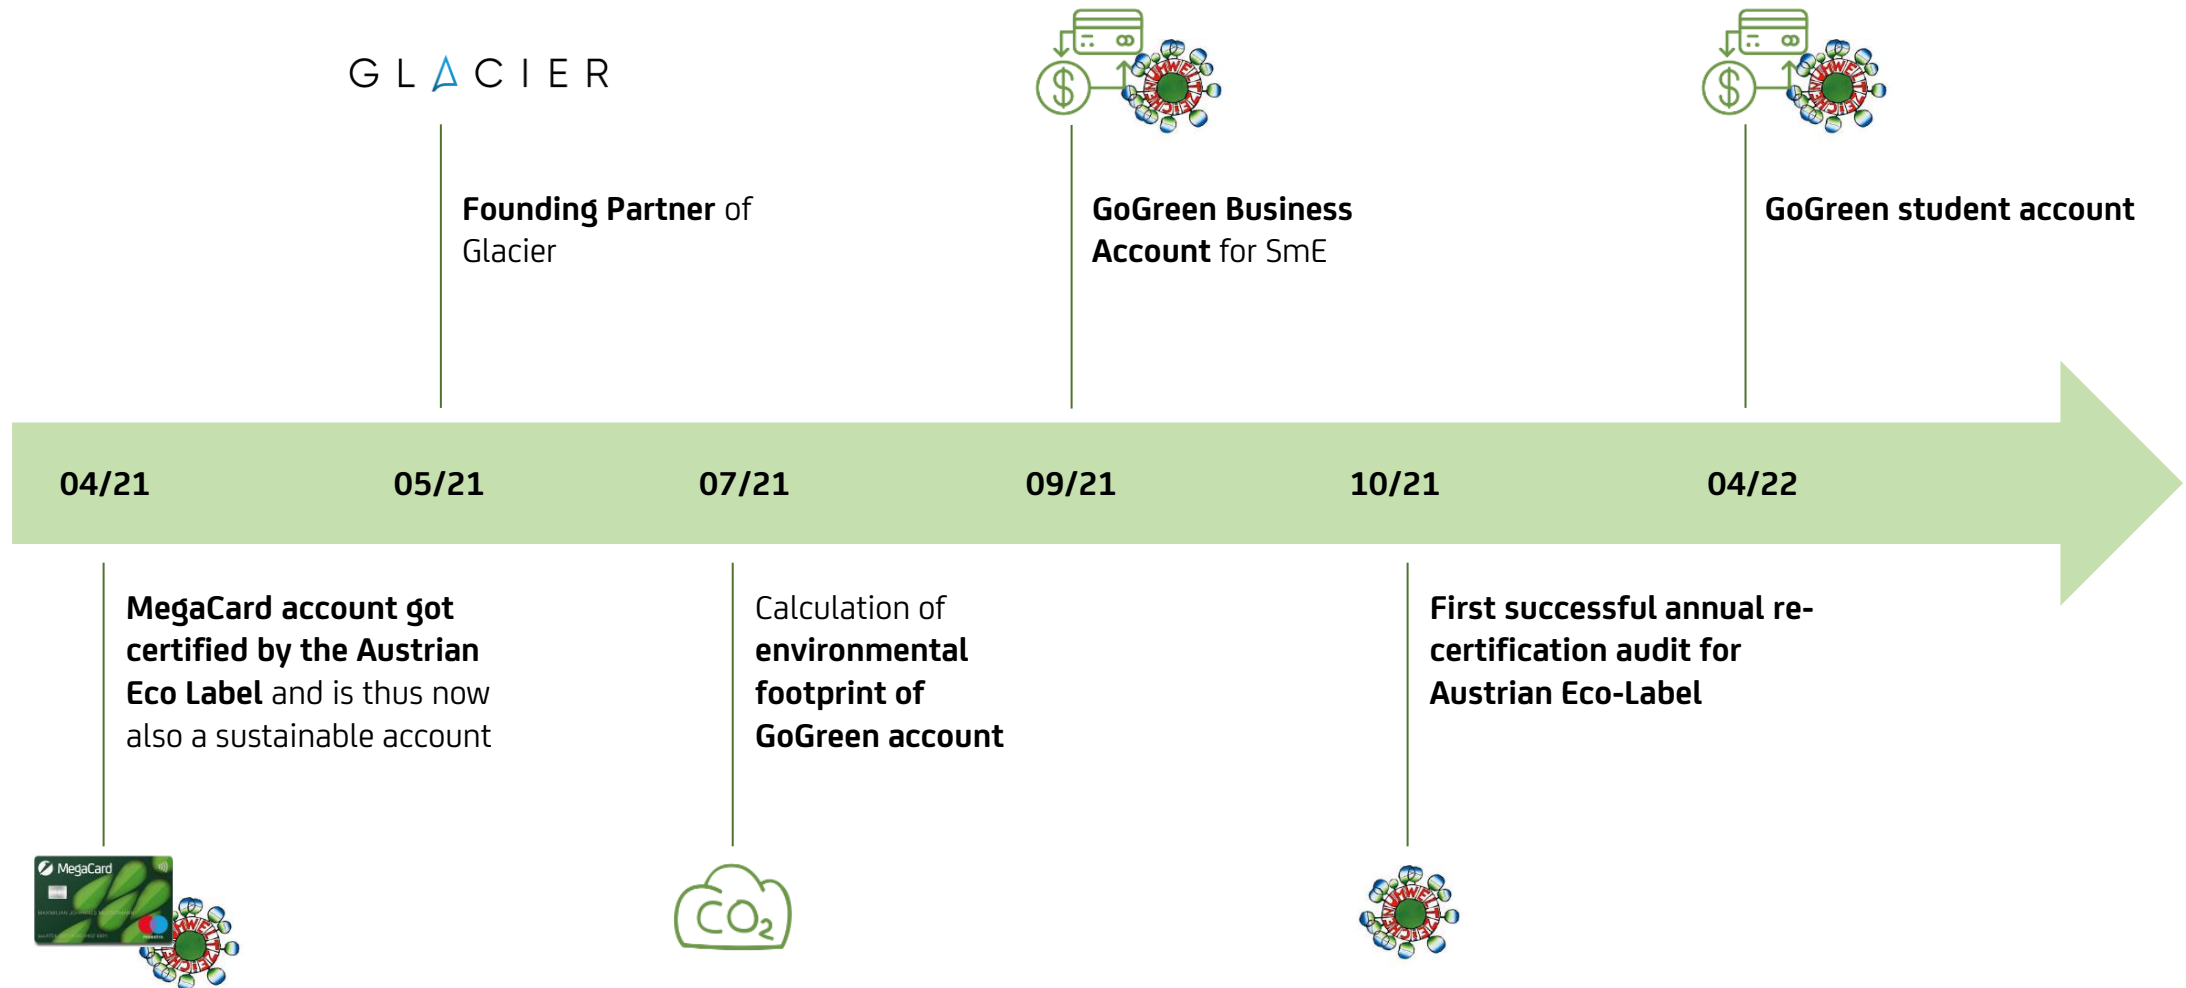 GLACIER
Founding Partner of
Glacier
GoGreen Business
Account for SmE
GoGreen student account
04/21
05/21
07/21
09/21
10/21
04/22
MegaCard account got
certified by the Austrian
Eco Label and is thus now
also a sustainable account
Calculation of
environmental
footprint of
GoGreen account
First successful annual re-
certification audit for
Austrian Eco-Label
MegaCard
CO₂
UMWELTZEICHEN
UMWELTZEICHEN
UMWELTZEICHEN